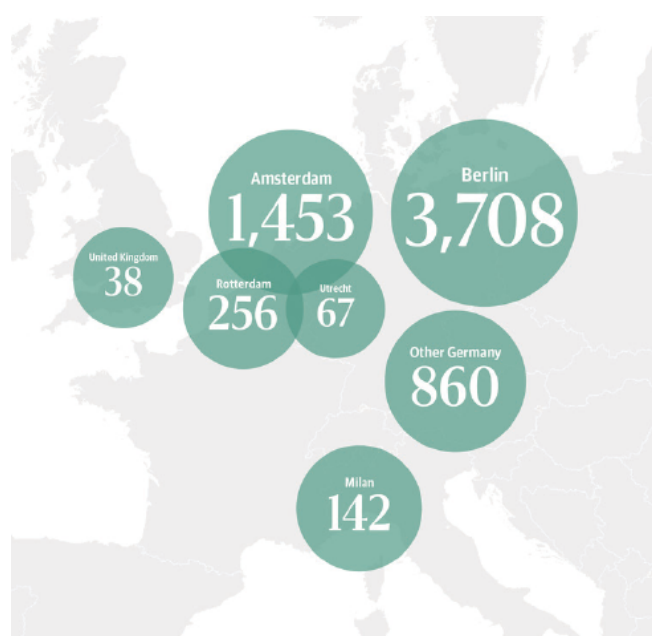 Amsterdam
1,453
Berlin
3,708
United Kingdom
38
Rotterdam
256
Utrecht
67
Other Germany
860
Milan
142